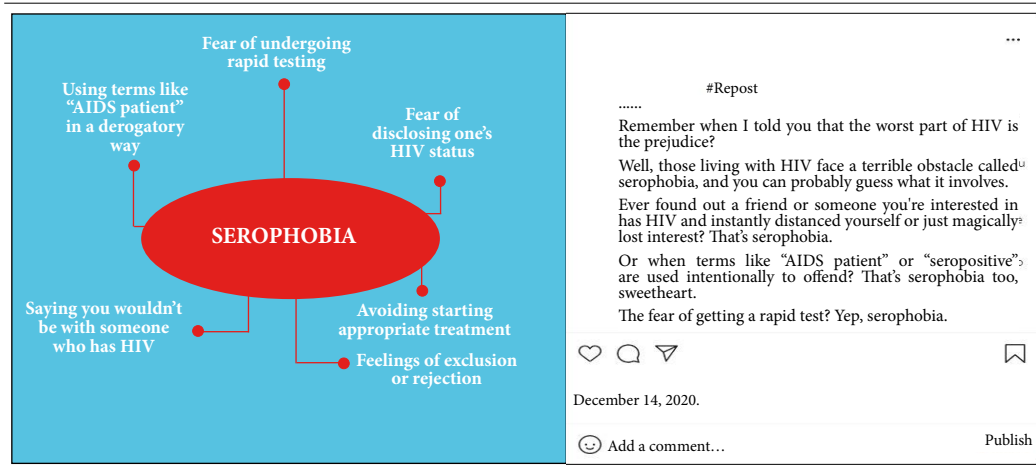 Fear of undergoing
rapid testing
Using terms like
“AIDS patient”
in a derogatory
way
Fear of
disclosing one’s
HIV status
SEROPHOBIA
Saying you wouldn’t
be with someone
who has HIV
Avoiding starting
appropriate treatment
Feelings of exclusion
or rejection
...
#Repost
......
Remember when I told you that the worst part of HIV is
the prejudice?
Well, those living with HIV face a terrible obstacle called
serophobia, and you can probably guess what it involves.
Ever found out a friend or someone you're interested in
has HIV and instantly distanced yourself or just magically
lost interest? That’s serophobia.
Or when terms like “AIDS patient” or “seropositive”
are used intentionally to offend? That’s serophobia too,
sweetheart.
The fear of getting a rapid test? Yep, serophobia.
December 14, 2020.
Add a comment…
Publish